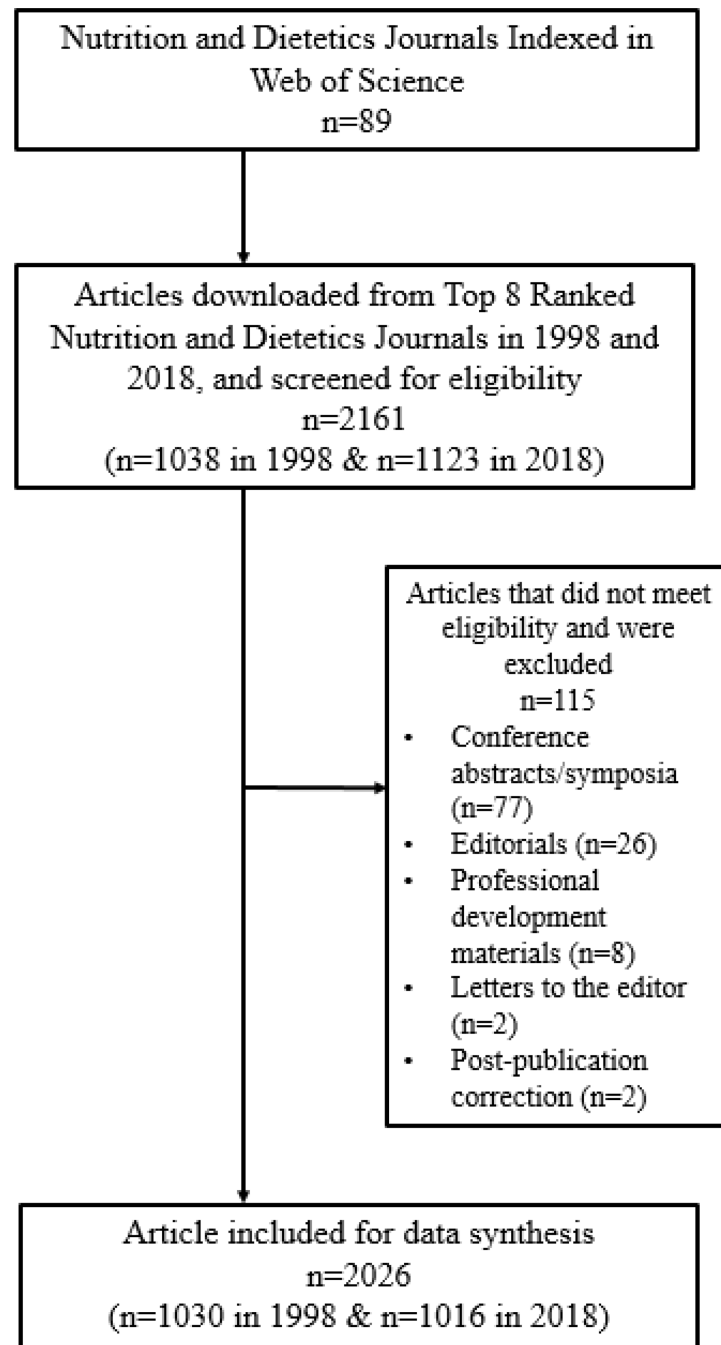 Nutrition and Dietetics Journals Indexed in
Web of Science
n=89
Articles downloaded from Top 8 Ranked
Nutrition and Dietetics Journals in 1998 and
2018, and screened for eligibility
n=2161
(n=1038 in 1998 & n=1123 in 2018)
Articles that did not meet
eligibility and were
excluded
n=115
• Conference
abstracts/symposia
(n=77)
• Editorials (n=26)
• Professional
development
materials (n=8)
• Letters to the editor
(n=2)
• Post-publication
correction (n=2)
Article included for data synthesis
n=2026
(n=1030 in 1998 & n=1016 in 2018)